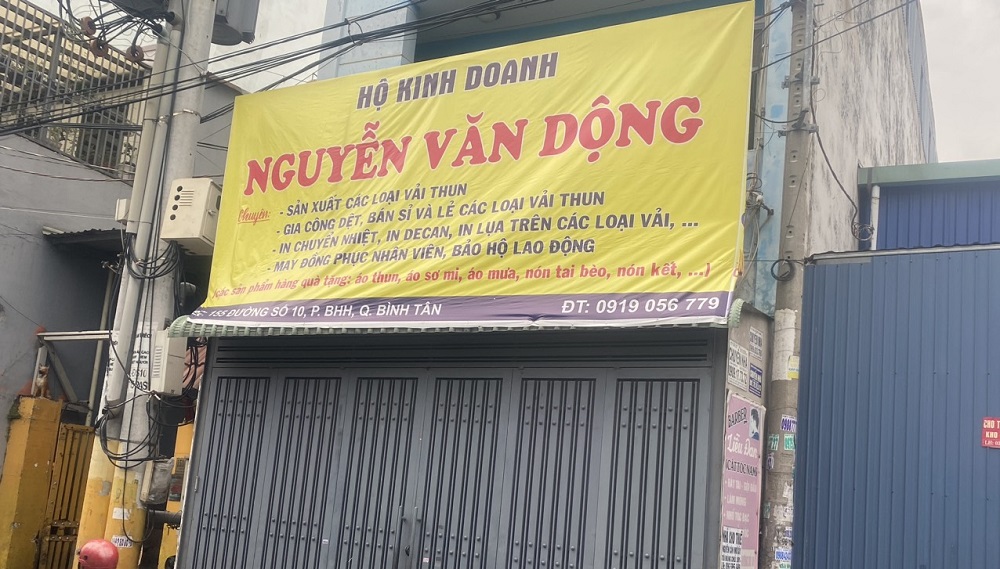 HỘ KINH DOANH
NGUYỄN VĂN DỘNG
Chuyên:
- SẢN XUẤT CÁC LOẠI VẢI THUN
- GIA CÔNG DỆT, BÁN SỈ VÀ LẺ CÁC LOẠI VẢI THUN
- IN CHUYỂN NHIỆT, IN DECAN, IN LỤA TRÊN CÁC LOẠI VẢI, ...
- MAY ĐỒNG PHỤC NHÂN VIÊN, BẢO HỘ LAO ĐỘNG
(các sản phẩm hàng quà tặng: áo thun, áo sơ mi, áo mưa, nón tai bèo, nón kết, ...)
155 ĐƯỜNG SỐ 10, P. BHH, Q. BÌNH TÂN
ĐT: 0919 056 779
BARBER
CHO
KHO